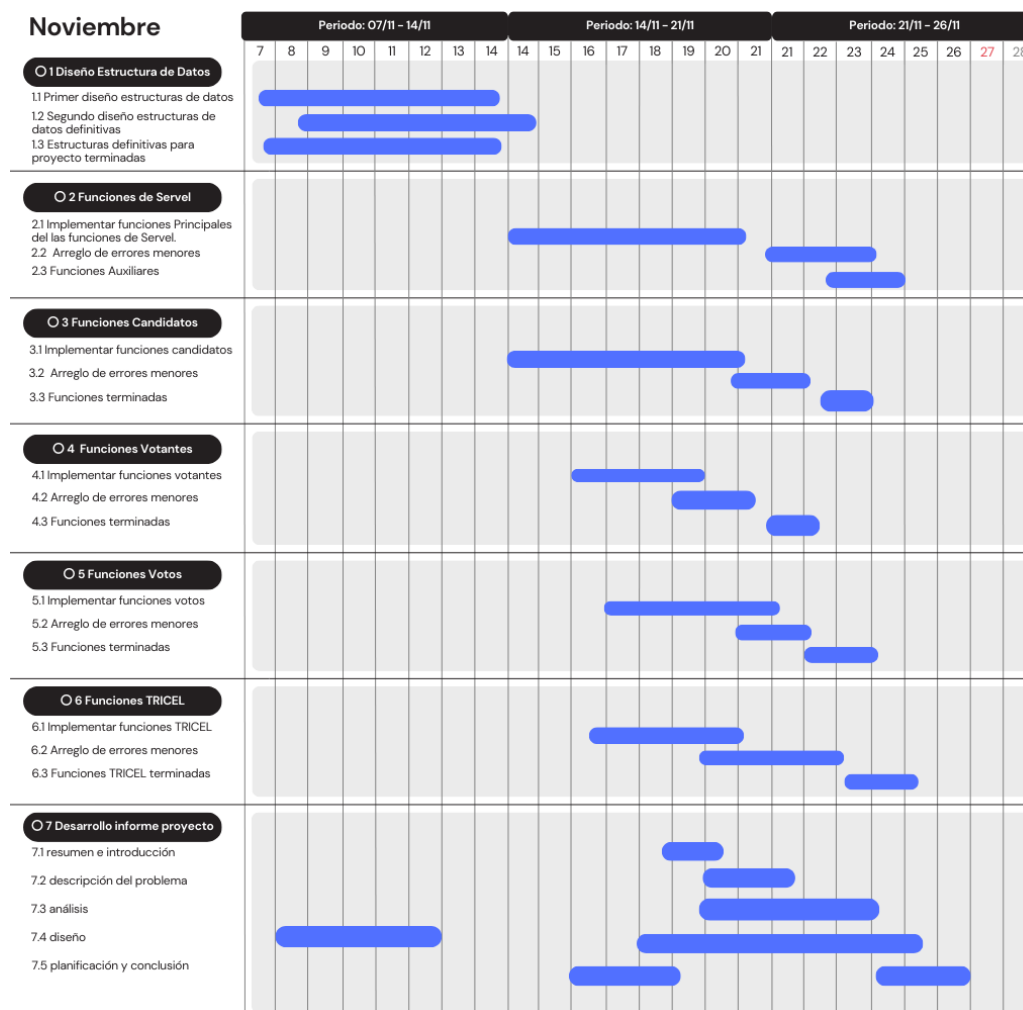 Noviembre
Periodo: 07/11 - 14/11
Periodo: 14/11 - 21/11
Periodo: 21/11 - 26/11
7 8 9 10 11 12 13 14 14 15 16 17 18 19 20 21 21 22 23 24 25 26 27 28
1 Diseño Estructura de Datos
1.1 Primer diseño estructuras de datos
1.2 Segundo diseño estructuras de
datos definitivas
1.3 Estructuras definitivas para
proyecto terminadas
2 Funciones de Servel
2.1 Implementar funciones Principales
del las funciones de Servel.
2.2 Arreglo de errores menores
2.3 Funciones Auxiliares
3 Funciones Candidatos
3.1 Implementar funciones candidatos
3.2 Arreglo de errores menores
3.3 Funciones terminadas
4 Funciones Votantes
4.1 Implementar funciones votantes
4.2 Arreglo de errores menores
4.3 Funciones terminadas
5 Funciones Votos
5.1 Implementar funciones votos
5.2 Arreglo de errores menores
5.3 Funciones terminadas
6 Funciones TRICEL
6.1 Implementar funciones TRICEL
6.2 Arreglo de errores menores
6.3 Funciones TRICEL terminadas
7 Desarrollo informe proyecto
7.1 resumen e introducción
7.2 descripción del problema
7.3 análisis
7.4 diseño
7.5 planificación y conclusión